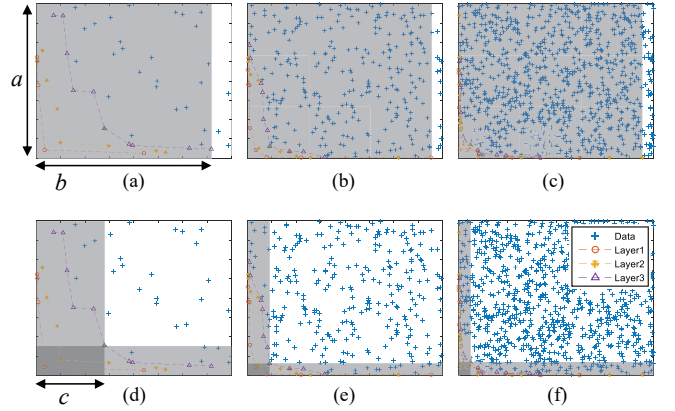 a
b
(a)
(b)
(c)
Data
Layer1
Layer2
Layer3
c
(d)
(e)
(f)